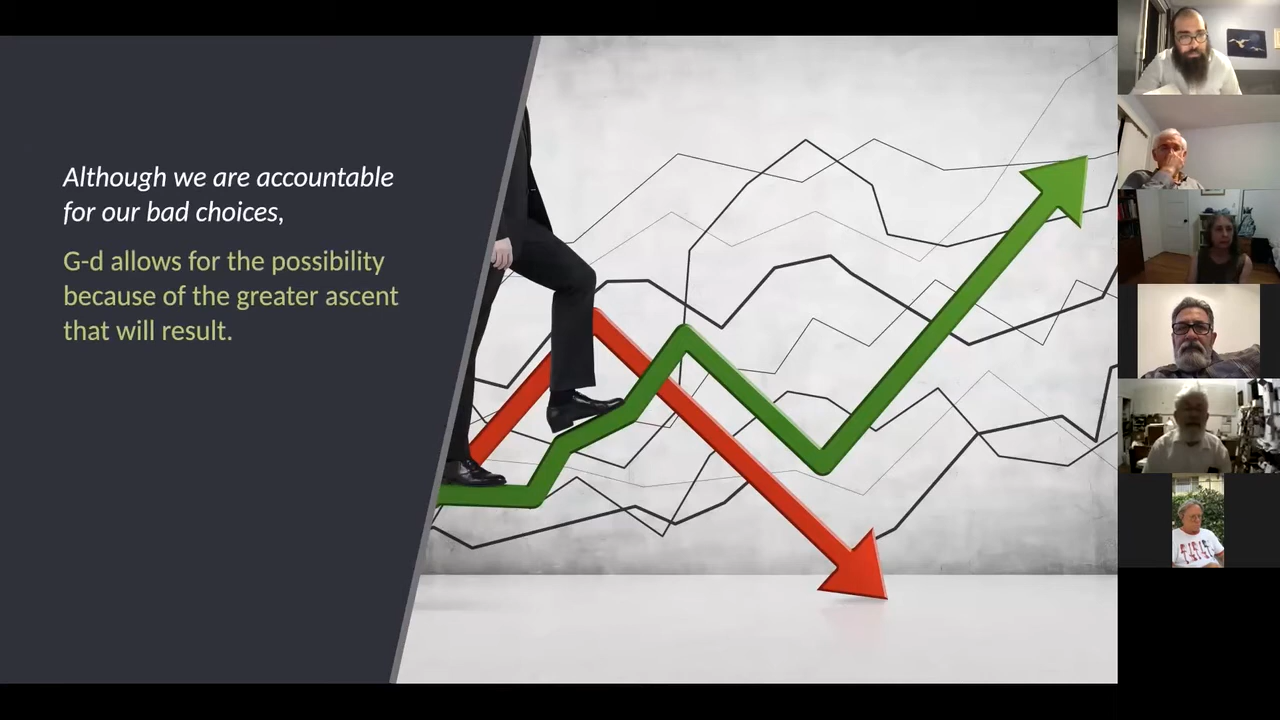 Although we are accountable
for our bad choices,
G-d allows for the possibility
because of the greater ascent
that will result.